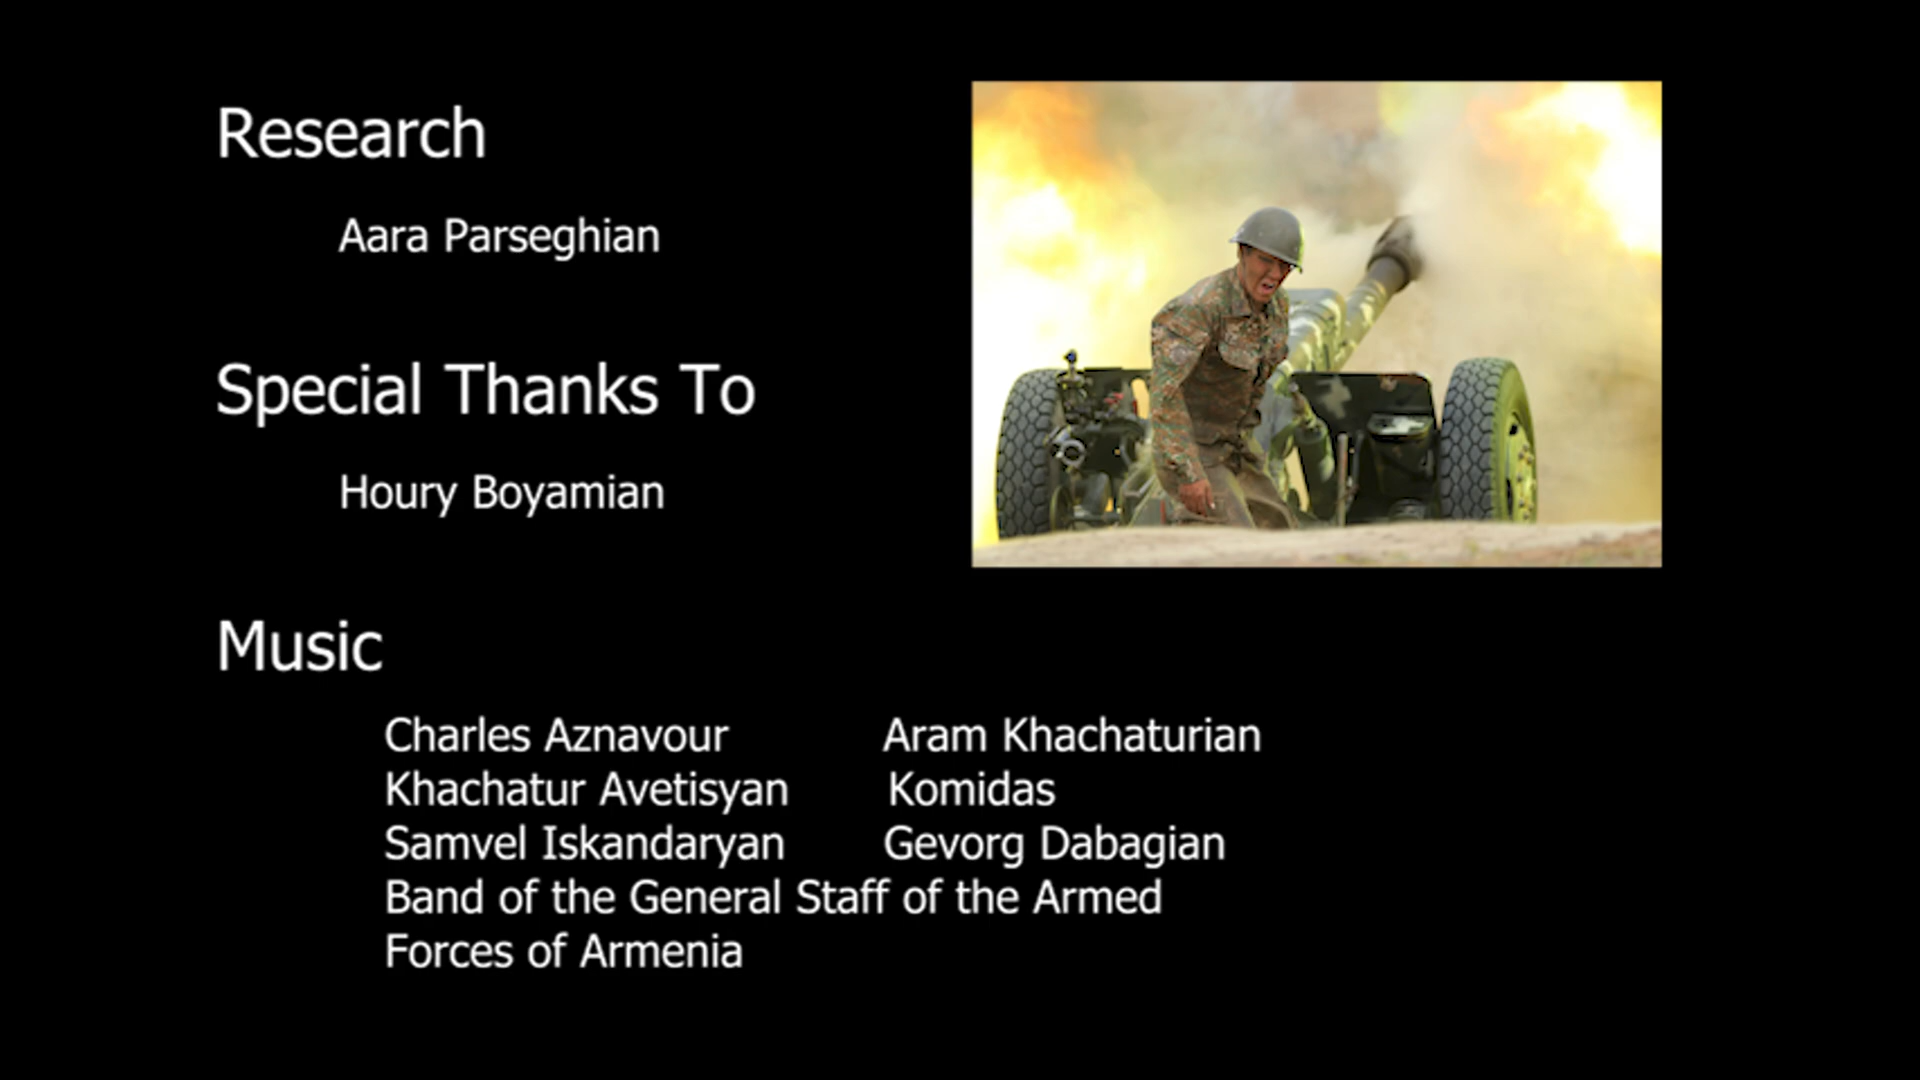 Research
Aara Parseghian
Special Thanks To
Houry Boyamian
Music
Charles Aznavour Aram Khachaturian
Khachatur Avetisyan Komidas
Samvel Iskandaryan Gevorg Dabagian
Band of the General Staff of the Armed
Forces of Armenia